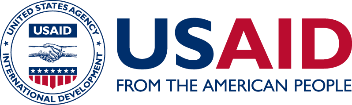 UNITED STATES AGENCY
USAID
INTERNATIONAL DEVELOPMENT
USAID
FROM THE AMERICAN PEOPLE